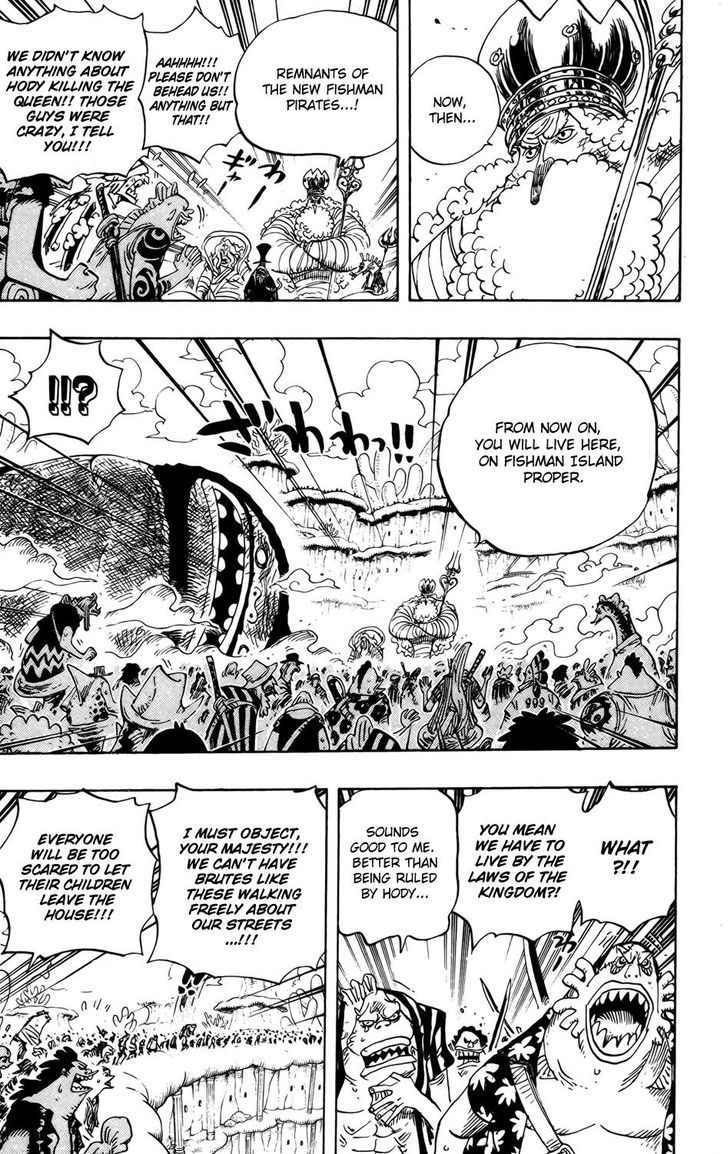 NOW,
THEN...
REMNANTS OF
THE NEW FISHMAN
PIRATES...!
AAHHHH!!!
PLEASE DON'T
BEHEAD US!!
ANYTHING BUT
THAT!!
WE DIDN'T KNOW
ANYTHING ABOUT
HODY KILLING THE
QUEEN!! THOSE
GUYS WERE
CRAZY, I TELL
YOU!!!
ギャー
FROM NOW ON,
YOU WILL LIVE HERE,
ON FISHMAN ISLAND
PROPER.
ざわわわっ!!
!!?
WHAT
?!!
YOU MEAN
WE HAVE TO
LIVE BY THE
LAWS OF THE
KINGDOM?!
SOUNDS
GOOD TO ME.
BETTER THAN
BEING RULED
BY HODY...
I MUST OBJECT,
YOUR MAJESTY!!!
WE CAN'T HAVE
BRUTES LIKE
THESE WALKING
FREELY ABOUT
OUR STREETS
...!!!
EVERYONE
WILL BE TOO
SCARED TO LET
THEIR CHILDREN
LEAVE THE
HOUSE!!!